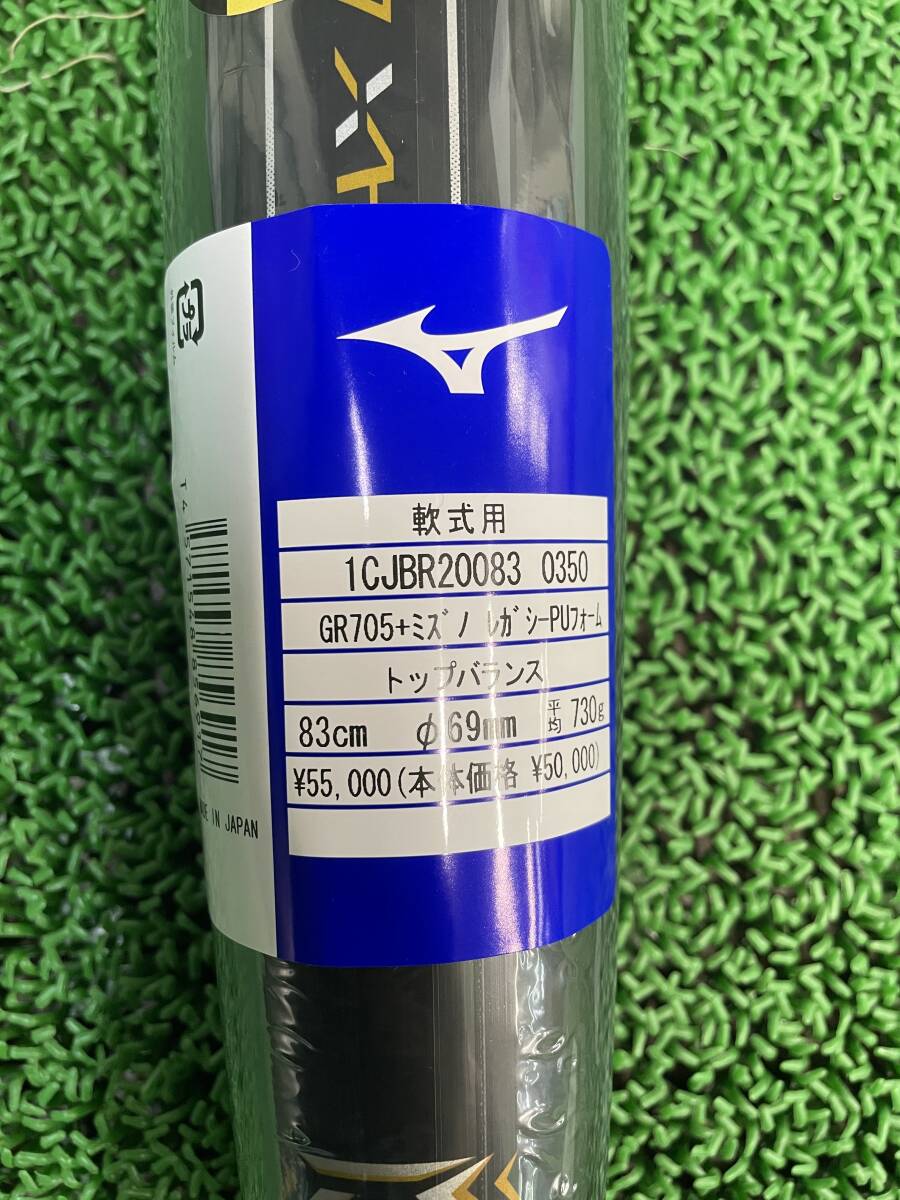 軟式用
1CJBR20083 0350
GR705+ミズノ レガシーPUフォーム
トップバランス
83cm φ69mm 平均 730g
¥55,000(本体価格 ¥50,000)
MADE IN JAPAN